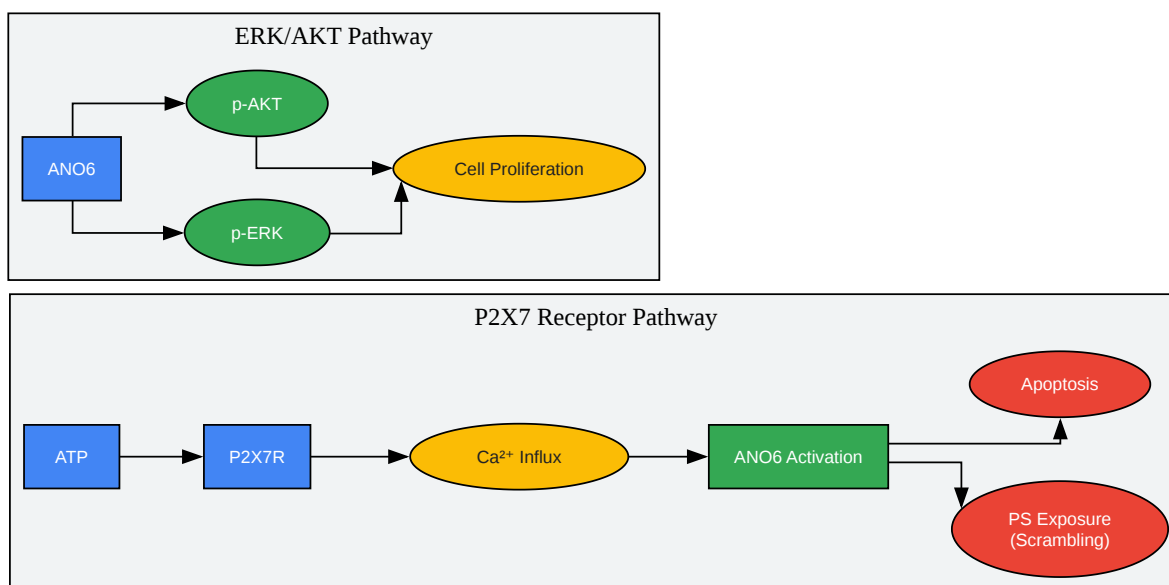 ERK/AKT Pathway
p-AKT
ANO6
Cell Proliferation
p-ERK
P2X7 Receptor Pathway
Apoptosis
ATP
P2X7R
Ca²⁺ Influx
ANO6 Activation
PS Exposure
(Scrambling)